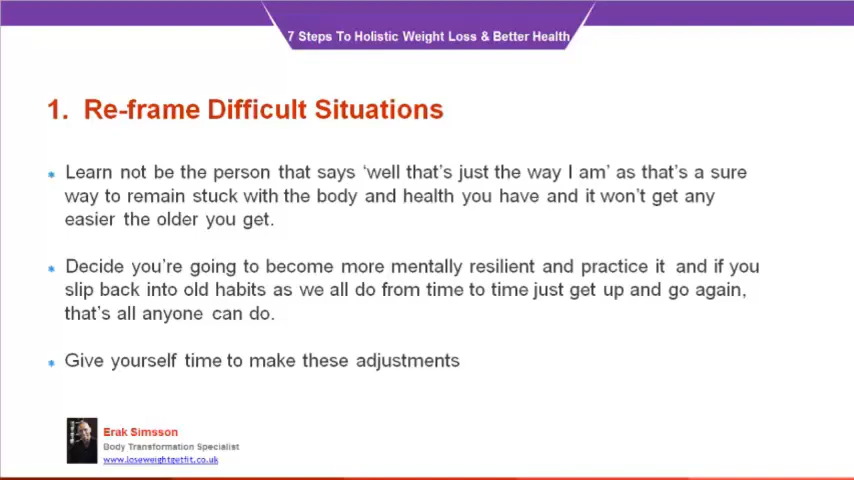 7 Steps To Holistic Weight Loss & Better Health
1. Re-frame Difficult Situations
Learn not be the person that says ‘well that’s just the way I am’ as that’s a sure
way to remain stuck with the body and health you have and it won’t get any
easier the older you get.
Decide you’re going to become more mentally resilient and practice it and if you
slip back into old habits as we all do from time to time just get up and go again,
that’s all anyone can do.
Give yourself time to make these adjustments
Erak Simsson
Body Transformation Specialist
www.loseweightgetfit.co.uk